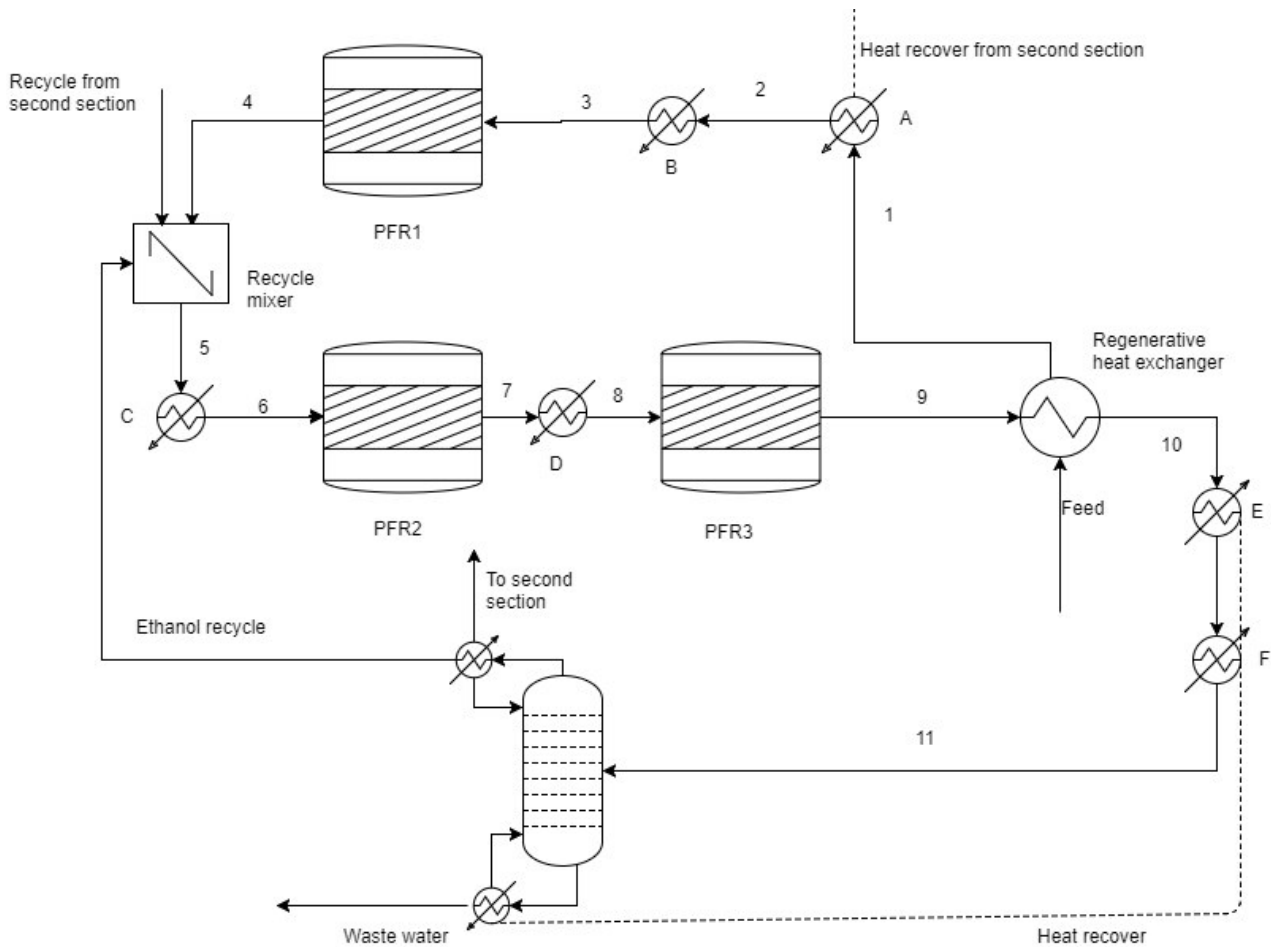 Heat recover from second section
Recycle from
second section
4
3
2
A
B
PFR1
1
Recycle
mixer
5
Regenerative
heat exchanger
C
6
7
8
9
10
D
E
Feed
PFR2
PFR3
To second
section
Ethanol recycle
F
11
Waste water
Heat recover